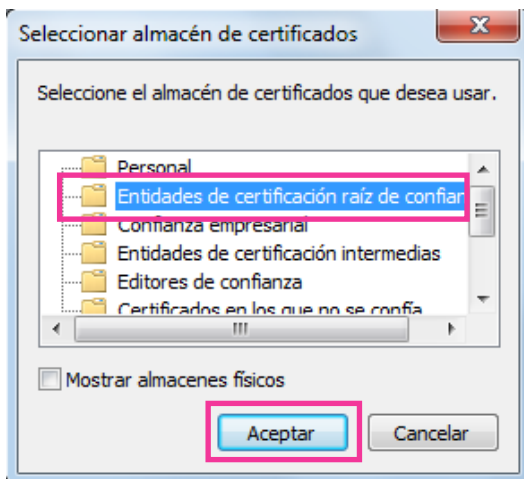 Seleccionar almacén de certificados
Seleccione el almacén de certificados que desea usar.
Personal
Entidades de certificación raíz de confian
Confianza empresarial
Entidades de certificación intermedias
Editores de confianza
Certificados en los que no se confía
Mostrar almacenes físicos
Aceptar
Cancelar